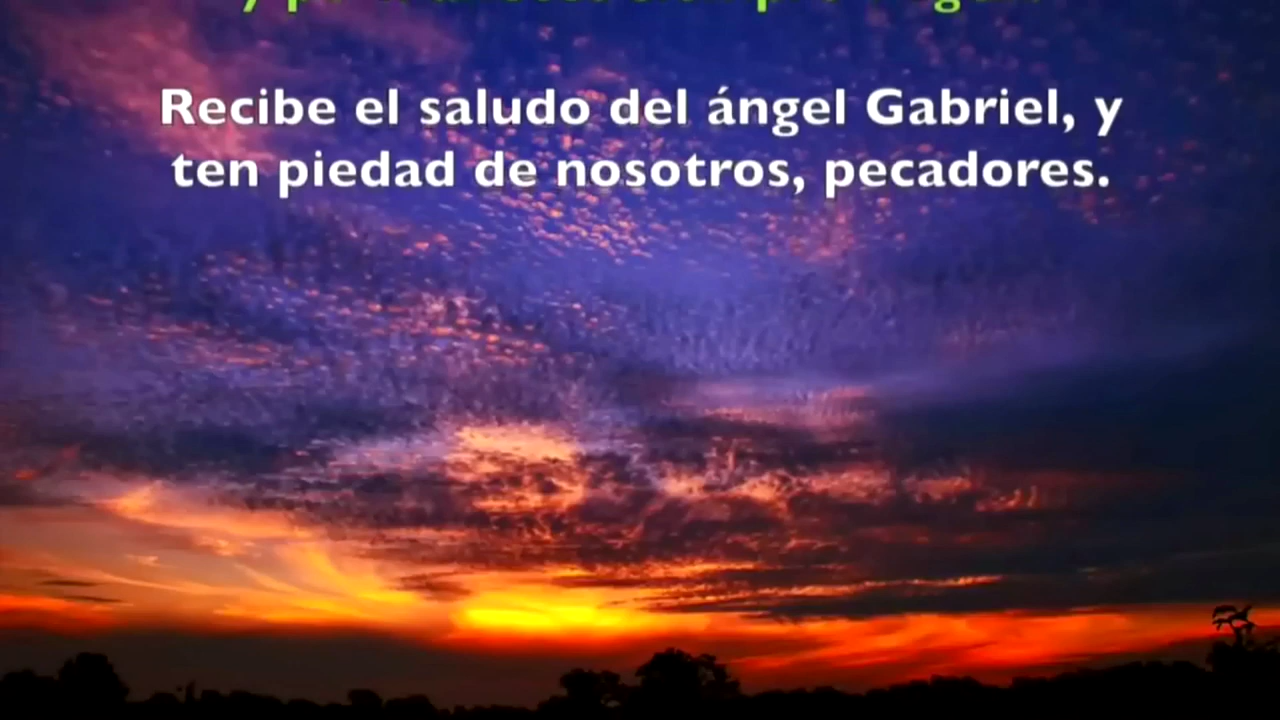 Recibe el saludo del ángel Gabriel, y
ten piedad de nosotros, pecadores.